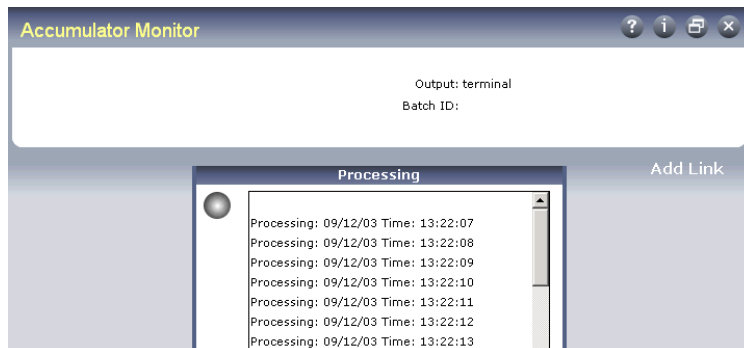 Accumulator Monitor
Output: terminal
Batch ID:
Add Link
Processing
Processing: 09/12/03 Time: 13:22:07
Processing: 09/12/03 Time: 13:22:08
Processing: 09/12/03 Time: 13:22:09
Processing: 09/12/03 Time: 13:22:10
Processing: 09/12/03 Time: 13:22:11
Processing: 09/12/03 Time: 13:22:12
Processing: 09/12/03 Time: 13:22:13